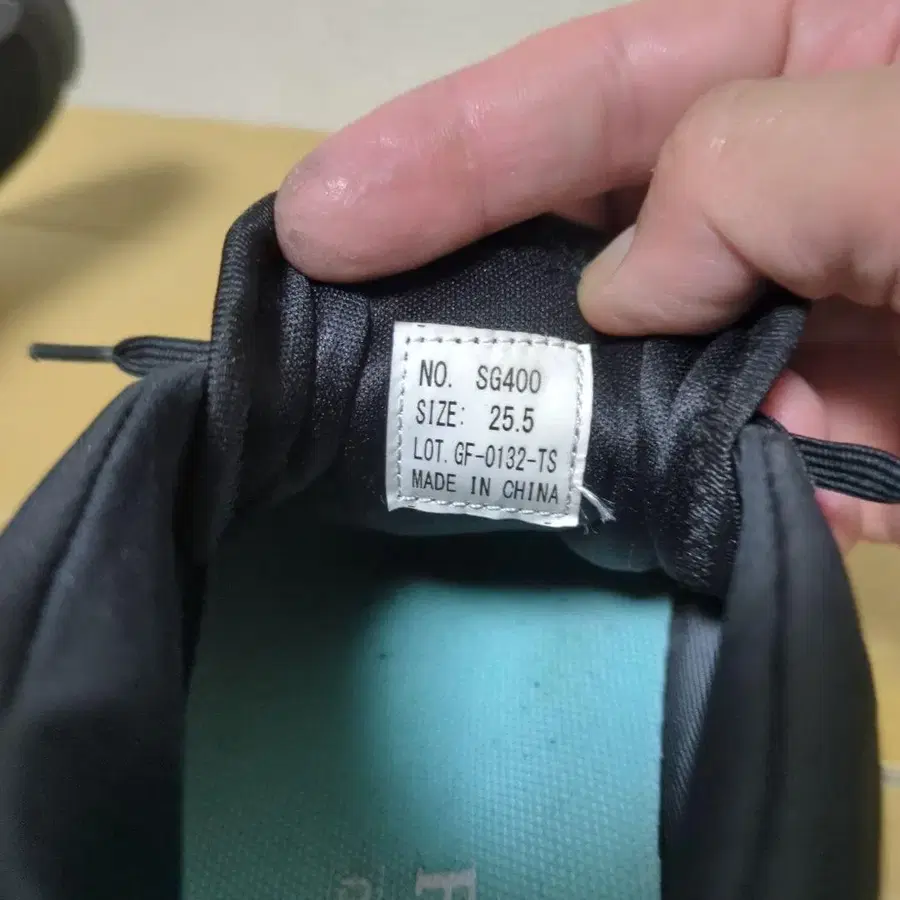 NO. SG400
SIZE: 25.5
LOT. GF-0132-TS
MADE IN CHINA